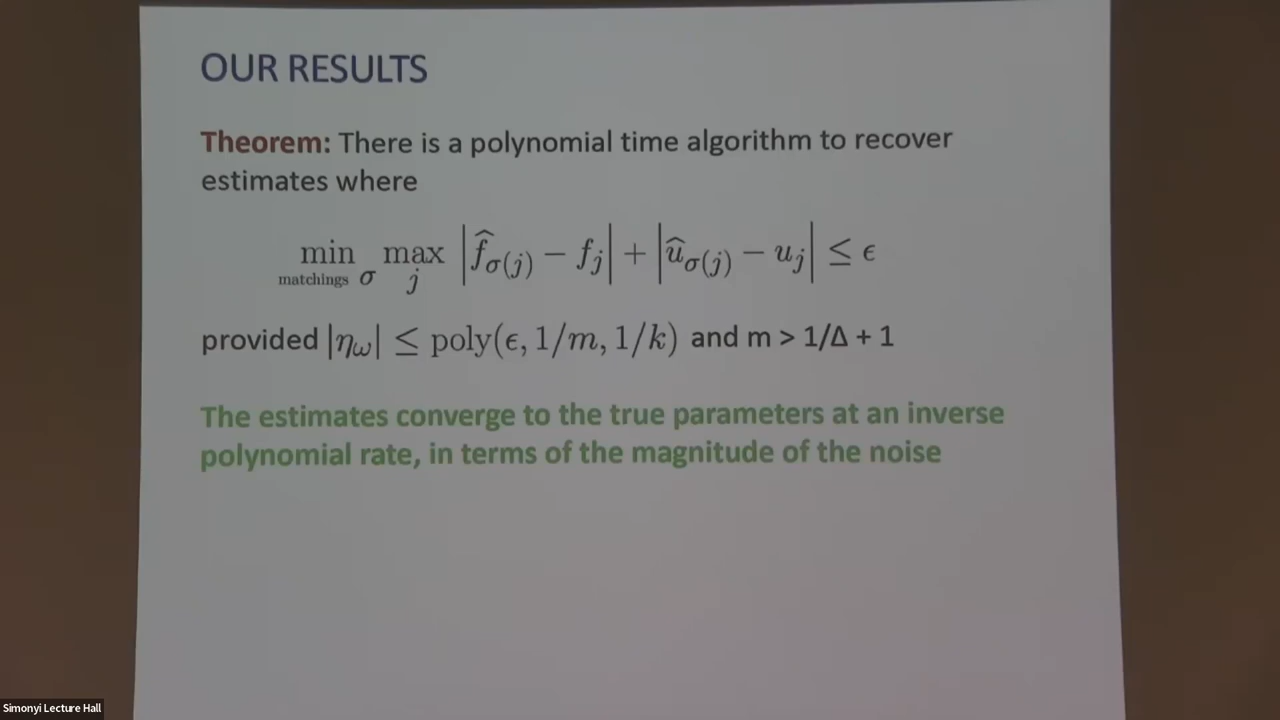 OUR RESULTS
Theorem: There is a polynomial time algorithm to recover
estimates where
min max |f̂σ(j) − fj| + |ûσ(j) − uj| ≤ ϵ
matchings σ j
provided |ηω| ≤ poly(ϵ, 1/m, 1/k) and m > 1/Δ + 1
The estimates converge to the true parameters at an inverse
polynomial rate, in terms of the magnitude of the noise
Simonyi Lecture Hall